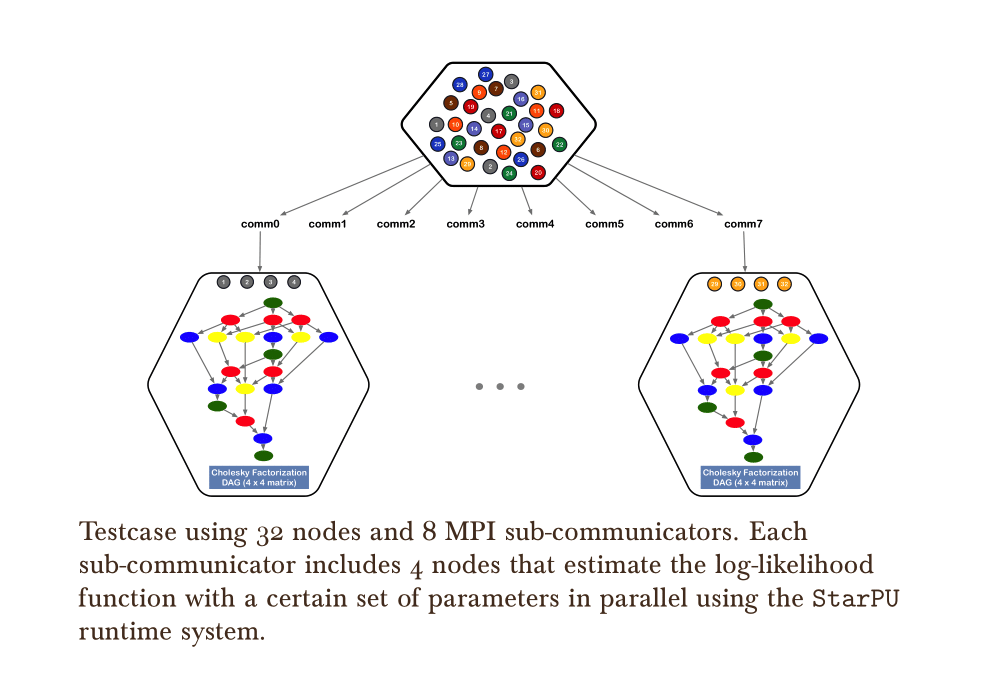 27
3
28
7
9
31
16
5
19
11
18
4
21
1
10
14
15
17
30
32
25
23
8
6
22
12
13
29
26
2
24
20
comm0 comm1 comm2 comm3 comm4 comm5 comm6 comm7
1 2 3 4
29 30 31 32
Cholesky Factorization
DAG (4 x 4 matrix)
Cholesky Factorization
DAG (4 x 4 matrix)
Testcase using 32 nodes and 8 MPI sub-communicators. Each
sub-communicator includes 4 nodes that estimate the log-likelihood
function with a certain set of parameters in parallel using the StarPU
runtime system.